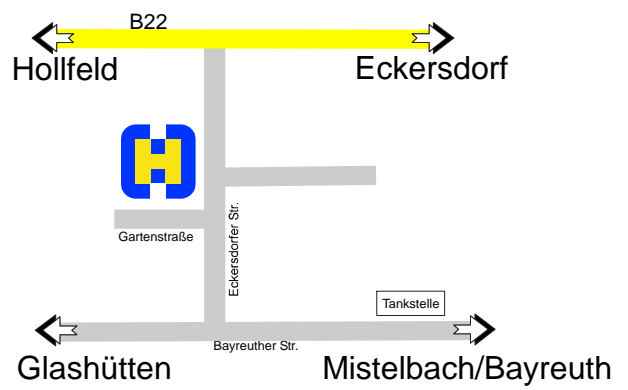 B22
Hollfeld
Eckersdorf
H
Gartenstraße
Eckersdorfer Str.
Tankstelle
Bayreuther Str.
Glashütten
Mistelbach/Bayreuth